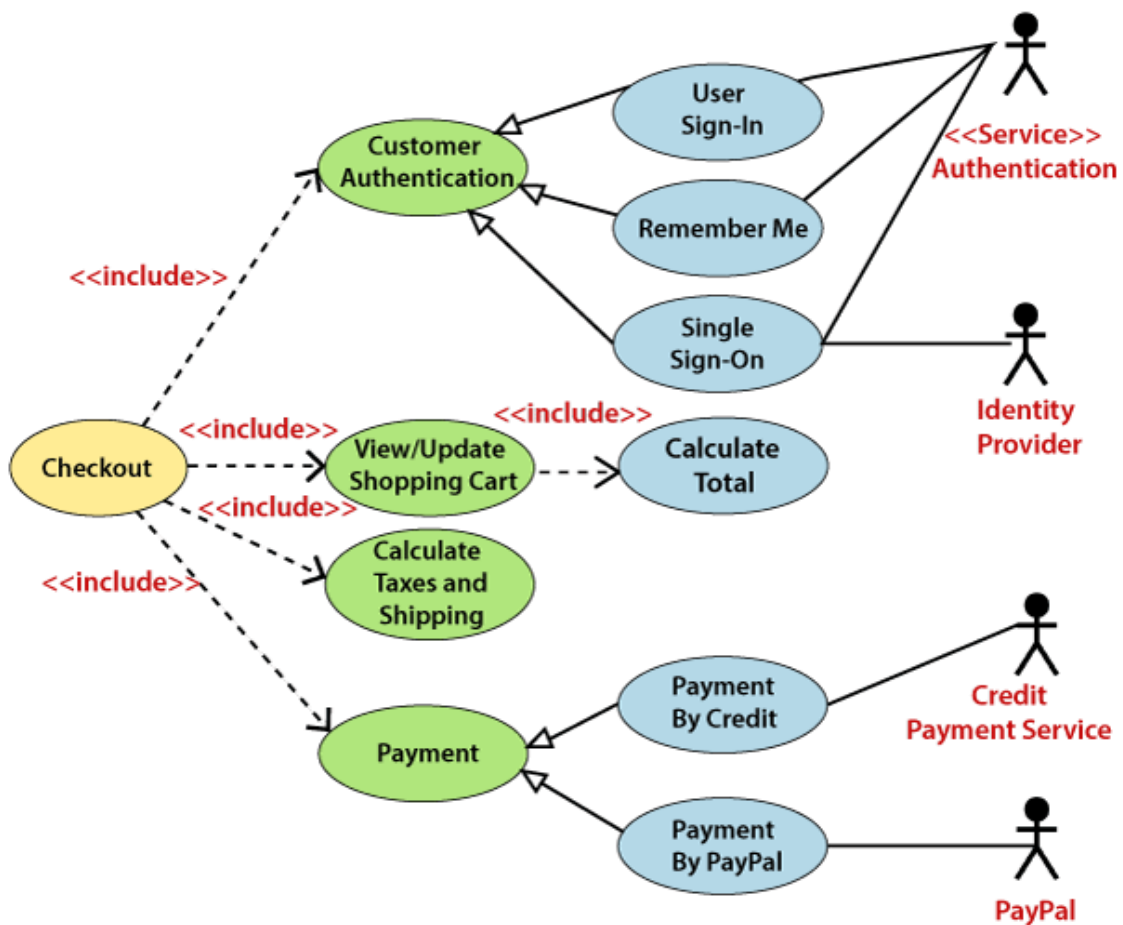 User
Sign-In
<<Service>>
Authentication
Customer
Authentication
Remember Me
<<include>>
Single
Sign-On
Identity
Provider
<<include>>
<<include>>
Checkout
View/Update
Shopping Cart
Calculate
Total
<<include>>
Calculate
Taxes and
Shipping
<<include>>
Payment
By Credit
Credit
Payment Service
Payment
Payment
By PayPal
PayPal